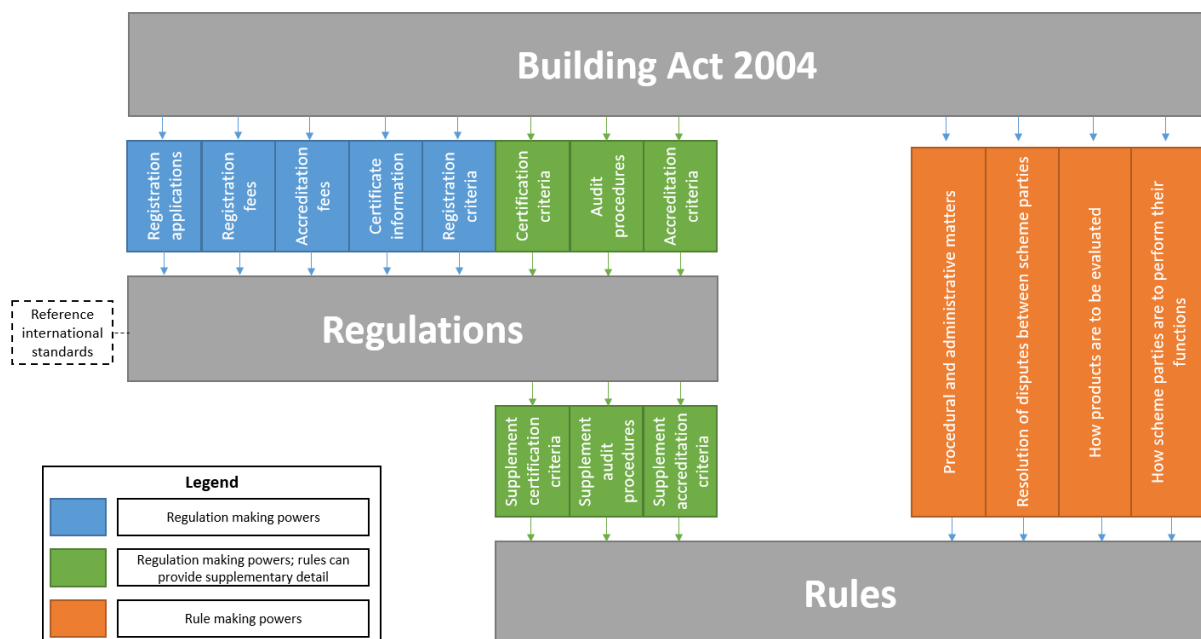 Building Act 2004
Registration
applications
Registration
fees
Accreditation
fees
Certificate
information
Registration
criteria
Certification
criteria
Audit
procedures
Accreditation
criteria
Procedural and administrative matters
Resolution of disputes between scheme parties
How products are to be evaluated
How scheme parties are to perform their
functions
Reference
international
standards
Regulations
Supplement
certification
criteria
Supplement
audit
procedures
Supplement
accreditation
criteria
Legend
Regulation making powers
Regulation making powers; rules can
provide supplementary detail
Rule making powers
Rules